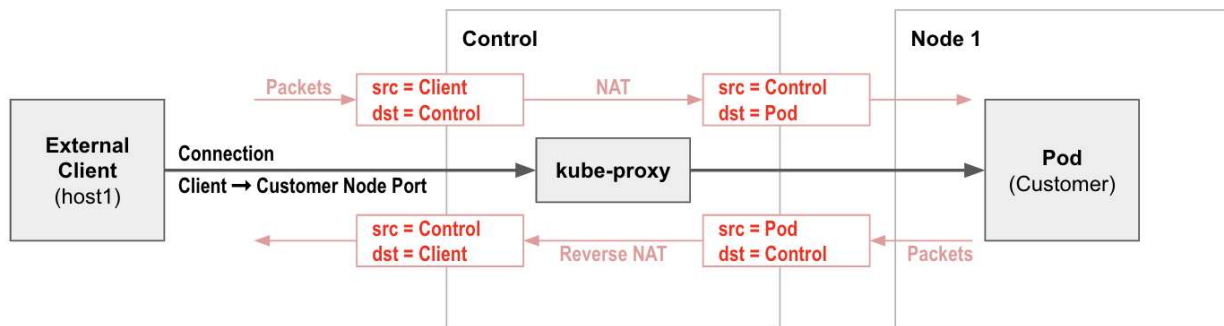 Control
Node 1
Packets
src = Client
dst = Control
NAT
src = Control
dst = Pod
External
Client
(host1)
Connection
Client → Customer Node Port
kube-proxy
Pod
(Customer)
src = Control
dst = Client
Reverse NAT
src = Pod
dst = Control
Packets